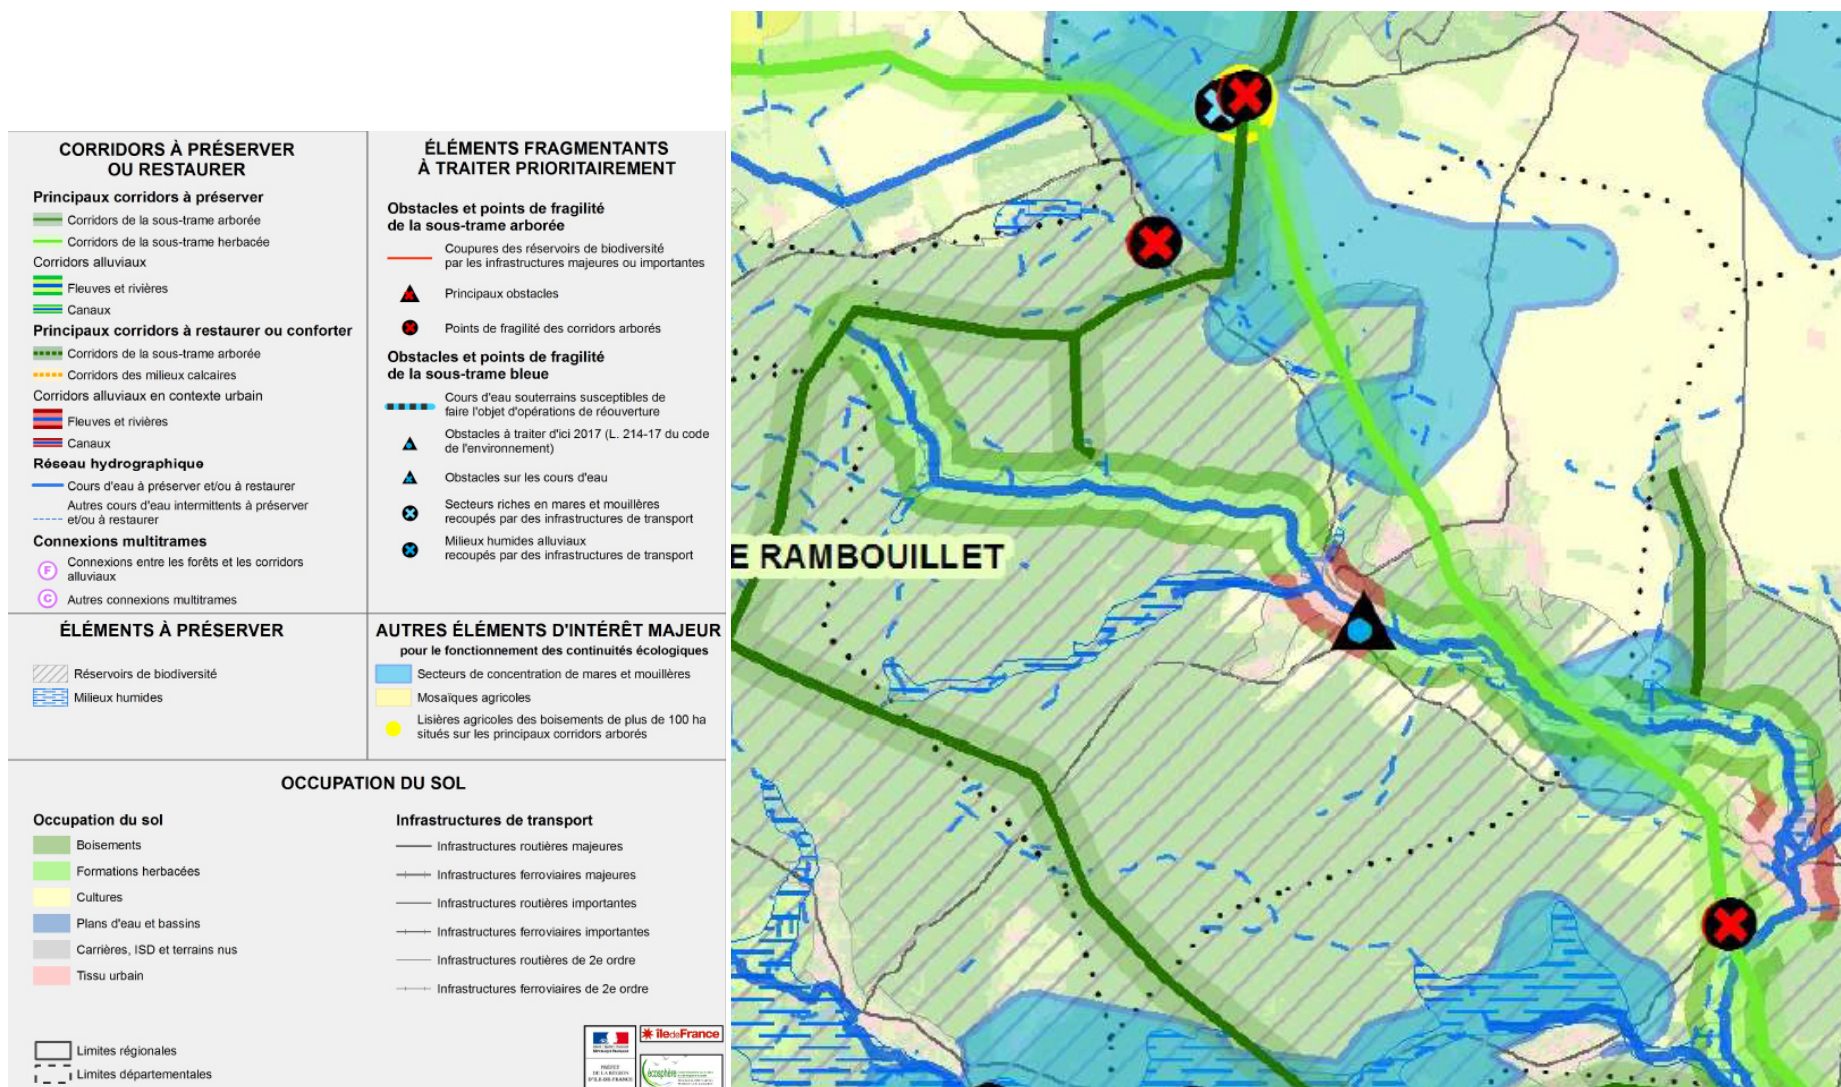 CORRIDORS À PRÉSERVER
OU RESTAURER
Principaux corridors à préserver
Corridors de la sous-trame arborée
Corridors de la sous-trame herbacée
Corridors alluviaux
Fleuves et rivières
Canaux
Principaux corridors à restaurer ou conforter
Corridors de la sous-trame arborée
Corridors des milieux calcaires
Corridors alluviaux en contexte urbain
Fleuves et rivières
Canaux
Réseau hydrographique
Cours d'eau à préserver et/ou à restaurer
Autres cours d'eau intermittents à préserver
et/ou à restaurer
Connexions multitrames
F
Connexions entre les forêts et les corridors
alluviaux
C
Autres connexions multitrames
ÉLÉMENTS FRAGMENTANTS
À TRAITER PRIORITAIREMENT
Obstacles et points de fragilité
de la sous-trame arborée
Coupures des réservoirs de biodiversité
par les infrastructures majeures ou importantes
Principaux obstacles
Points de fragilité des corridors arborés
Obstacles et points de fragilité
de la sous-trame bleue
Cours d'eau souterrains susceptibles de
faire l'objet d'opérations de réouverture
Obstacles à traiter d'ici 2017 (L. 214-17 du code
de l'environnement)
Obstacles sur les cours d'eau
Secteurs riches en mares et mouillères
recoupés par des infrastructures de transport
Milieux humides alluviaux
recoupés par des infrastructures de transport
ÉLÉMENTS À PRÉSERVER
Réservoirs de biodiversité
Milieux humides
AUTRES ÉLÉMENTS D'INTÉRÊT MAJEUR
pour le fonctionnement des continuités écologiques
Secteurs de concentration de mares et mouillères
Mosaïques agricoles
Lisières agricoles des boisements de plus de 100 ha
situés sur les principaux corridors arborés
OCCUPATION DU SOL
Occupation du sol
Boisements
Formations herbacées
Cultures
Plans d'eau et bassins
Carrières, ISD et terrains nus
Tissu urbain
Infrastructures de transport
Infrastructures routières majeures
Infrastructures ferroviaires majeures
Infrastructures routières importantes
Infrastructures ferroviaires importantes
Infrastructures routières de 2e ordre
Infrastructures ferroviaires de 2e ordre
Limites régionales
Limites départementales
PRÉFET
DE LA RÉGION
D'ÎLE-DE-FRANCE
îledeFrance
écosphère
E RAMBOUILLET